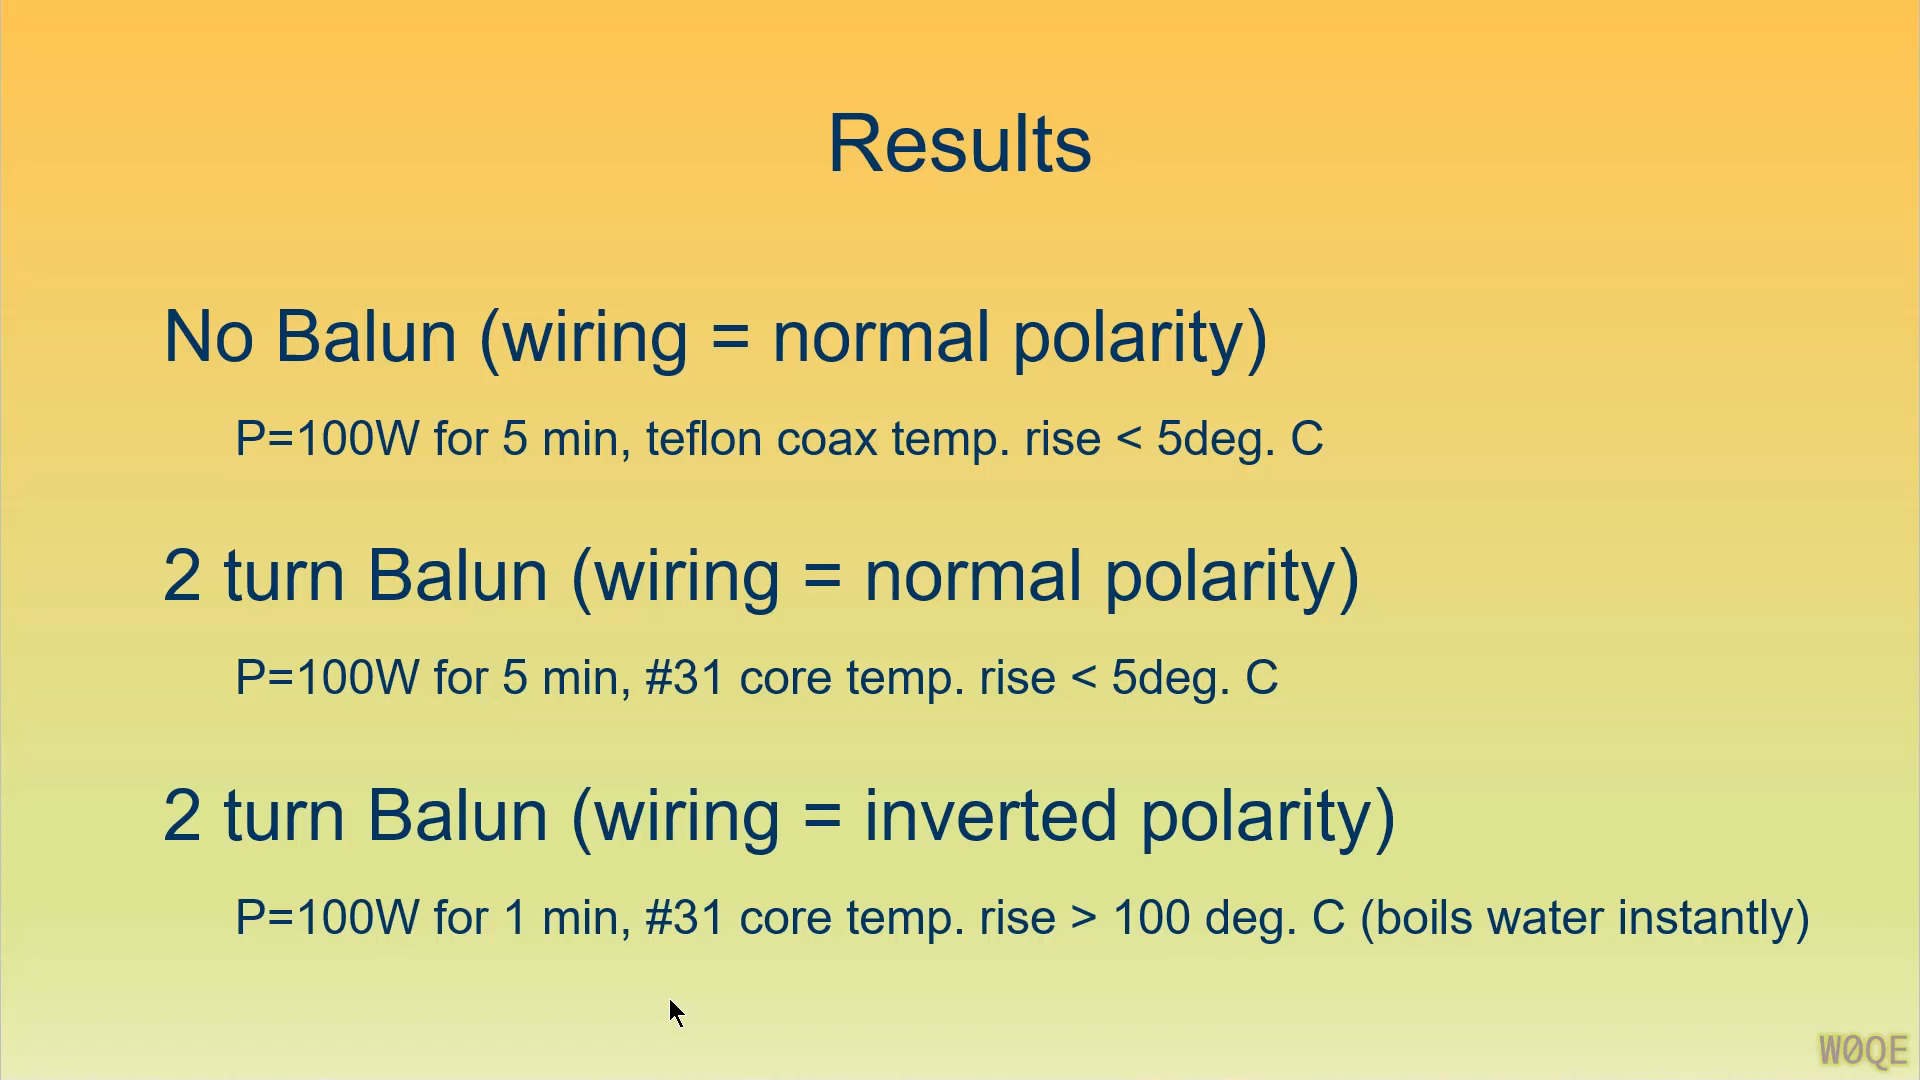 Results
No Balun (wiring = normal polarity)
P=100W for 5 min, teflon coax temp. rise < 5deg. C
2 turn Balun (wiring = normal polarity)
P=100W for 5 min, #31 core temp. rise < 5deg. C
2 turn Balun (wiring = inverted polarity)
P=100W for 1 min, #31 core temp. rise > 100 deg. C (boils water instantly)
W0QE